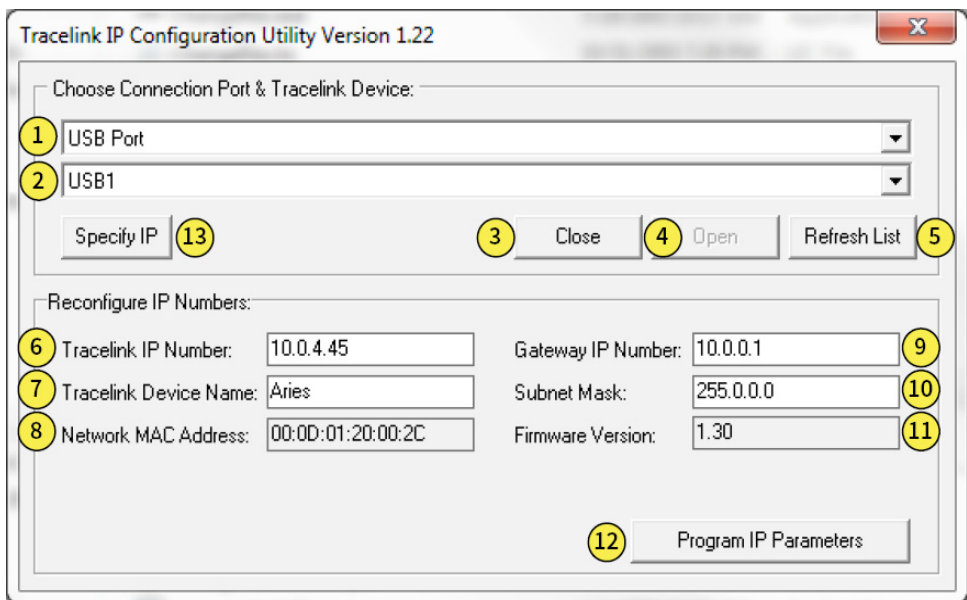 Tracelink IP Configuration Utility Version 1.22
Choose Connection Port & Tracelink Device:
1 USB Port
2 USB1
Specify IP 13 3 Close 4 Open Refresh List 5
Reconfigure IP Numbers:
6 Tracelink IP Number: 10.0.4.45 Gateway IP Number: 10.0.0.1 9
7 Tracelink Device Name: Aries Subnet Mask: 255.0.0.0 10
8 Network MAC Address: 00:0D:01:20:00:2C Firmware Version: 1.30 11
12 Program IP Parameters